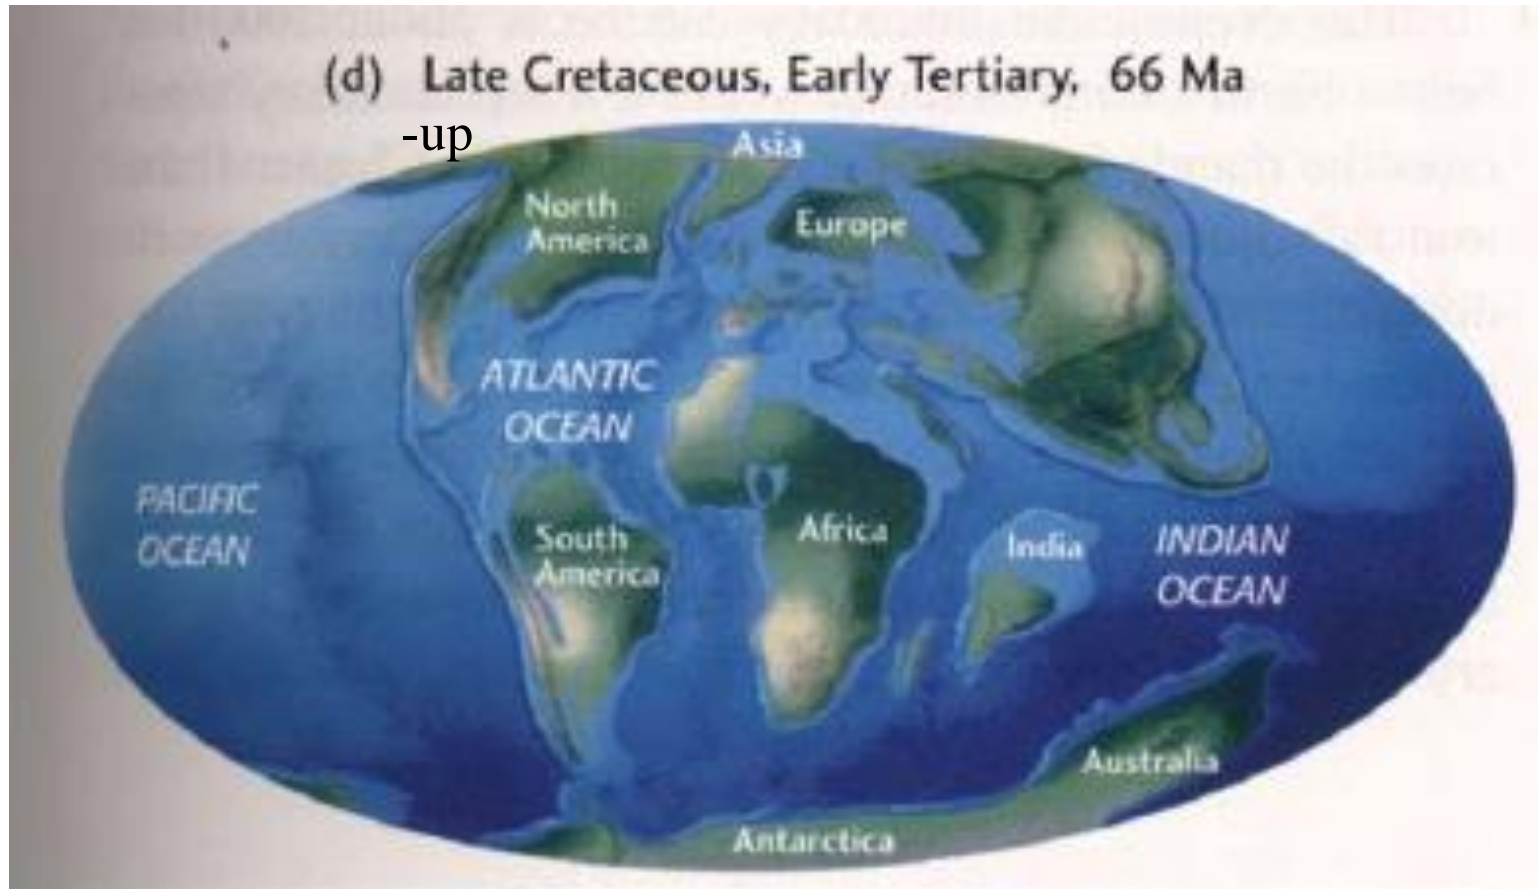 (d) Late Cretaceous, Early Tertiary, 66 Ma
-up
Asia
North
America
Europe
ATLANTIC
OCEAN
PACIFIC
OCEAN
South
America
Africa
India
INDIAN
OCEAN
Australia
Antarctica